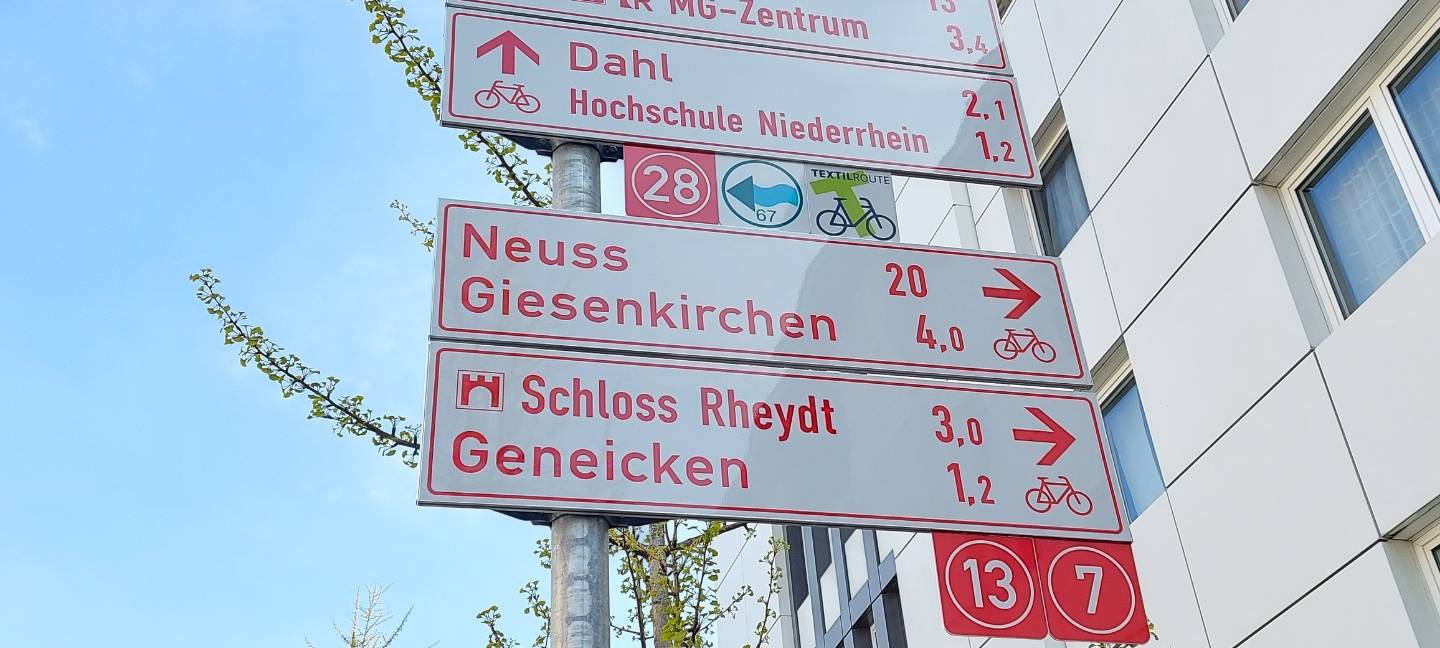 MG-Zentrum 3,4
Dahl 2,1
Hochschule Niederrhein 1,2
28
67
TEXTILROUTE
Neuss 20
Giesenkirchen 4,0
Schloss Rheydt 3,0
Geneicken 1,2
13 7